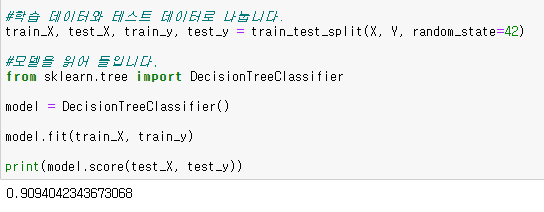 #학습 데이터와 테스트 데이터로 나눕니다.
train_X, test_X, train_y, test_y = train_test_split(X, Y, random_state=42)
#모델을 읽어 들입니다.
from sklearn.tree import DecisionTreeClassifier
model = DecisionTreeClassifier()
model.fit(train_X, train_y)
print(model.score(test_X, test_y))
0.9094042343673068